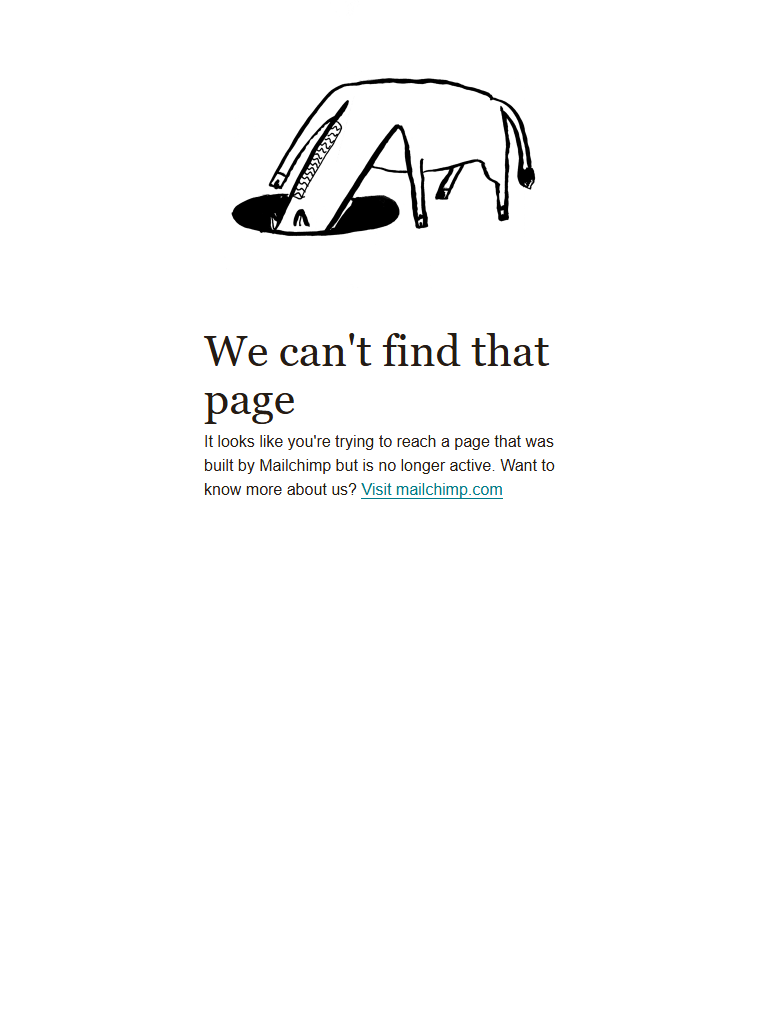 We can't find that
page
It looks like you're trying to reach a page that was
built by Mailchimp but is no longer active. Want to
know more about us? Visit mailchimp.com